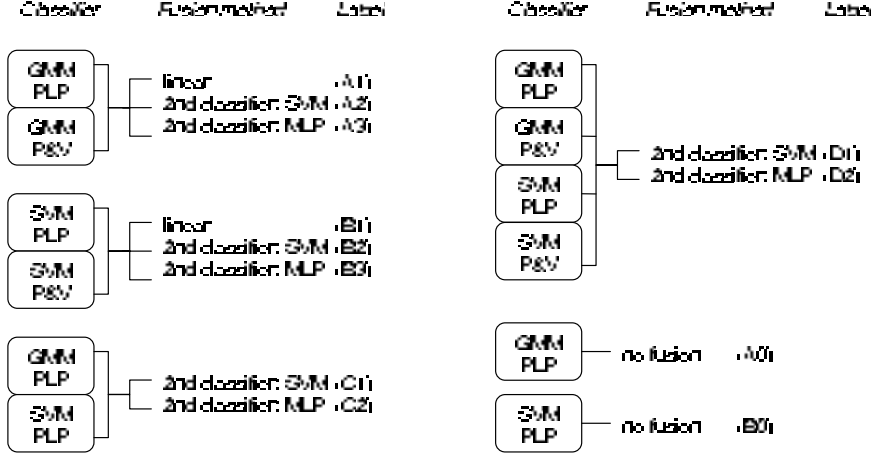 Classifier Fusion method Label
GMM
PLP
GMM
P&V
linear (A1)
2nd classifier: SVM (A2)
2nd classifier: MLP (A3)
SVM
PLP
SVM
P&V
linear (B1)
2nd classifier: SVM (B2)
2nd classifier: MLP (B3)
GMM
PLP
SVM
PLP
2nd classifier: SVM (C1)
2nd classifier: MLP (C2)
Classifier Fusion method Label
GMM
PLP
GMM
P&V
SVM
PLP
SVM
P&V
2nd classifier: SVM (D1)
2nd classifier: MLP (D2)
GMM
PLP
no fusion (A0)
SVM
PLP
no fusion (B0)